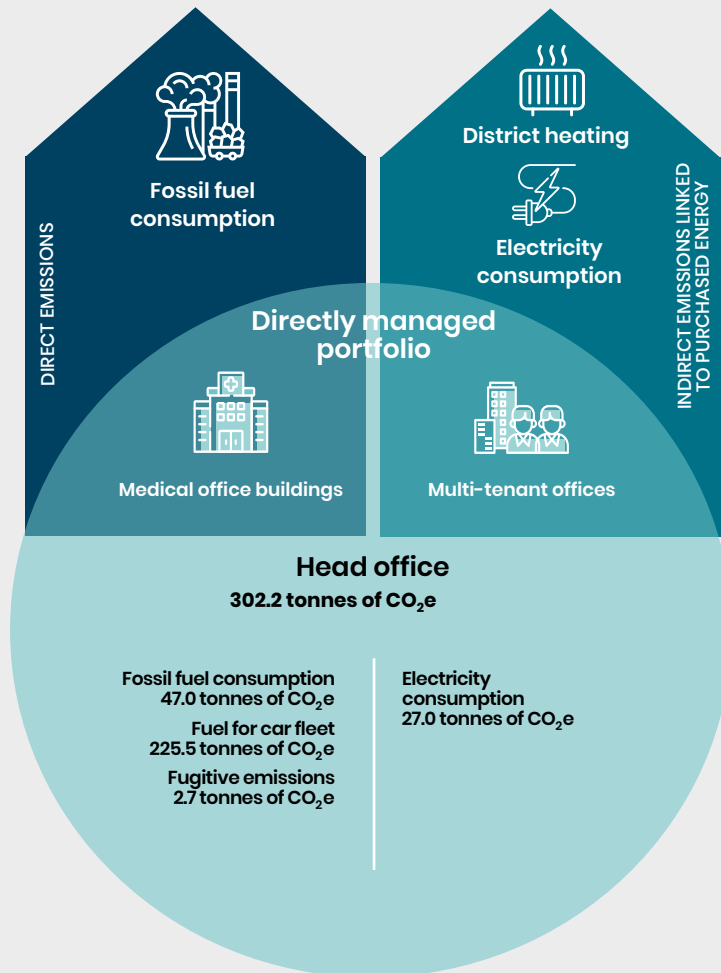 District heating
Fossil fuel
consumption
Electricity
consumption
DIRECT EMISSIONS
INDIRECT EMISSIONS LINKED
TO PURCHASED ENERGY
Directly managed
portfolio
Medical office buildings
Multi-tenant offices
Head office
302.2 tonnes of CO₂e
Fossil fuel consumption
47.0 tonnes of CO₂e
Fuel for car fleet
225.5 tonnes of CO₂e
Fugitive emissions
2.7 tonnes of CO₂e
Electricity
consumption
27.0 tonnes of CO₂e